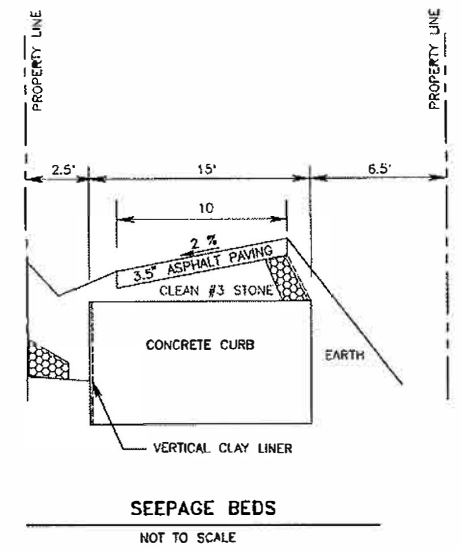 PROPERTY LINE
PROPERTY LINE
2.5'
15'
6.5'
10
2 %
3.5" ASPHALT PAVING
CLEAN #3 STONE
CONCRETE CURB
EARTH
VERTICAL CLAY LINER
SEEPAGE BEDS
NOT TO SCALE